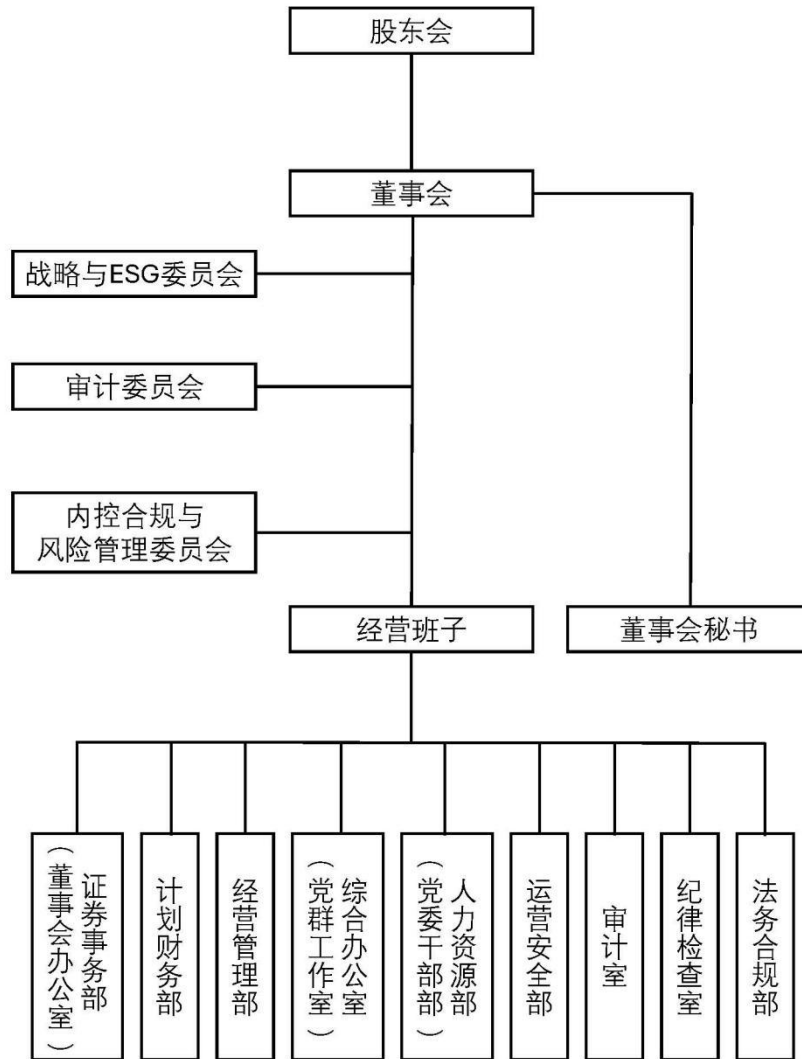 股东会
董事会
战略与ESG委员会
审计委员会
内控合规与
风险管理委员会
经营班子
董事会秘书
证券事务部
（董事会办公室）
计划财务部
经营管理部
综合办公室
（党群工作室）
人力资源部
（党委干部部）
运营安全部
审计室
纪律检查室
法务合规部